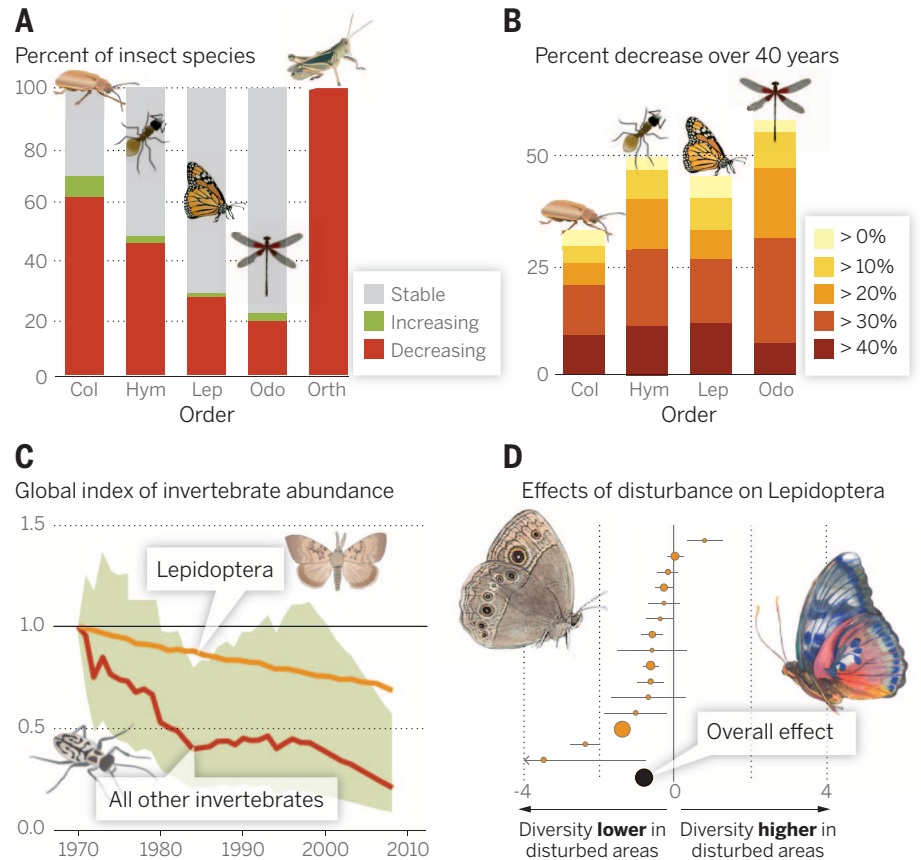 A
Percent of insect species
100
80
60
40
20
0
Col Hym Lep Odo Orth
Order
Stable
Increasing
Decreasing
B
Percent decrease over 40 years
50
25
0
Col Hym Lep Odo
Order
> 0%
> 10%
> 20%
> 30%
> 40%
C
Global index of invertebrate abundance
1.5
1.0
0.5
0.0
Lepidoptera
All other invertebrates
1970 1980 1990 2000 2010
D
Effects of disturbance on Lepidoptera
Overall effect
-4 0 4
Diversity lower in
disturbed areas
Diversity higher in
disturbed areas